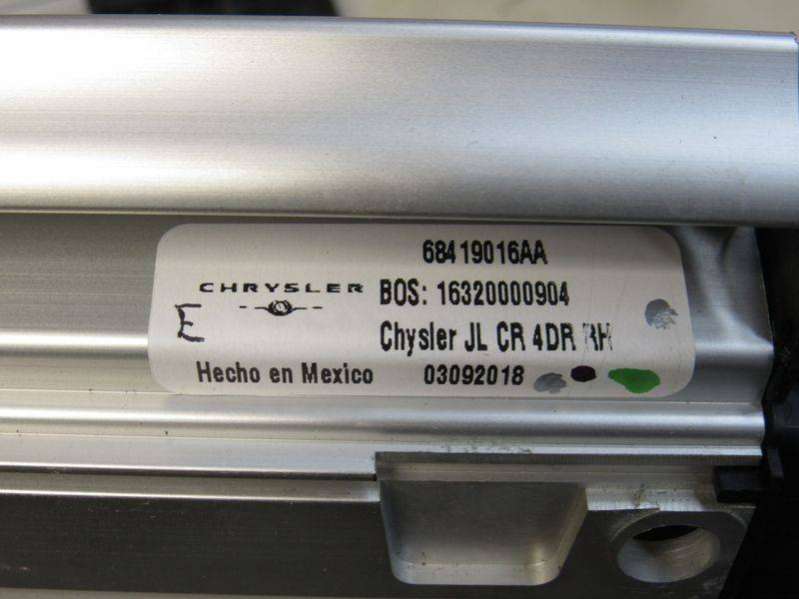 68419016AA
CHRYSLER
BOS: 16320000904
E
Chysler JL CR 4DR RH
Hecho en Mexico
03092018